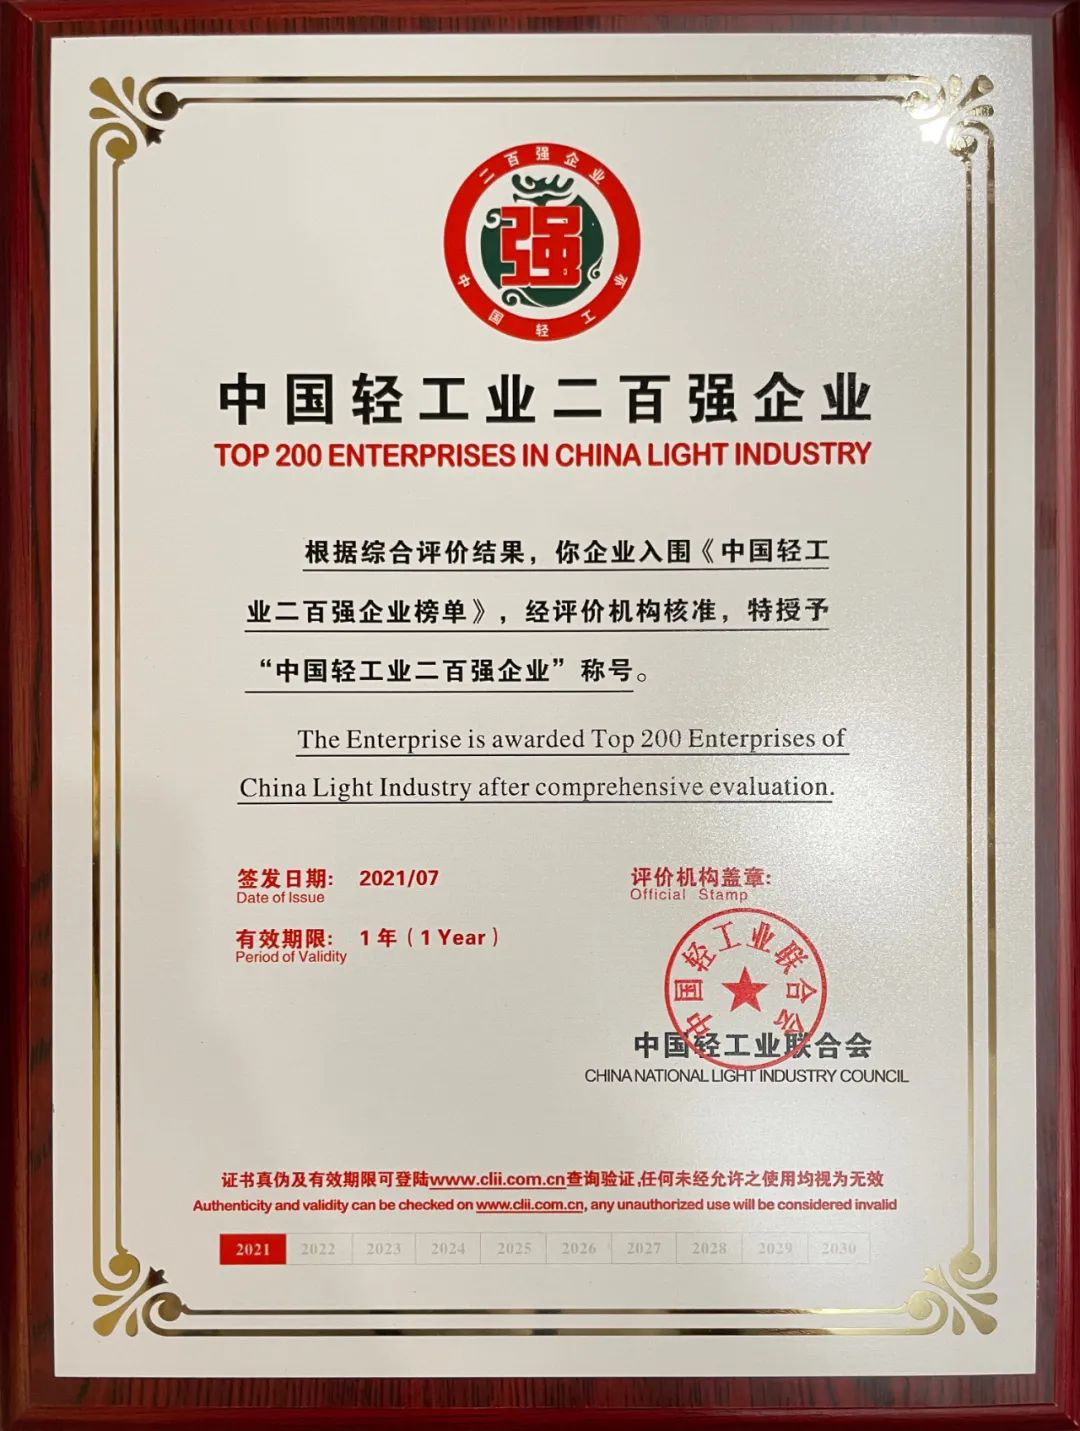 二百强企业
强
中国轻工业
中国轻工业二百强企业
TOP 200 ENTERPRISES IN CHINA LIGHT INDUSTRY
根据综合评价结果，你企业入围《中国轻工
业二百强企业榜单》，经评价机构核准，特授予
“中国轻工业二百强企业”称号。
The Enterprise is awarded Top 200 Enterprises of
China Light Industry after comprehensive evaluation.
签发日期: 2021/07
Date of Issue
有效期限: 1 年（1 Year）
Period of Validity
评价机构盖章:
Official Stamp
中国轻工业联合会
中国轻工业联合会
CHINA NATIONAL LIGHT INDUSTRY COUNCIL
证书真伪及有效期限可登陆www.clii.com.cn查询验证,任何未经允许之使用均视为无效
Authenticity and validity can be checked on www.clii.com.cn, any unauthorized use will be considered invalid
2021 2022 2023 2024 2025 2026 2027 2028 2029 2030